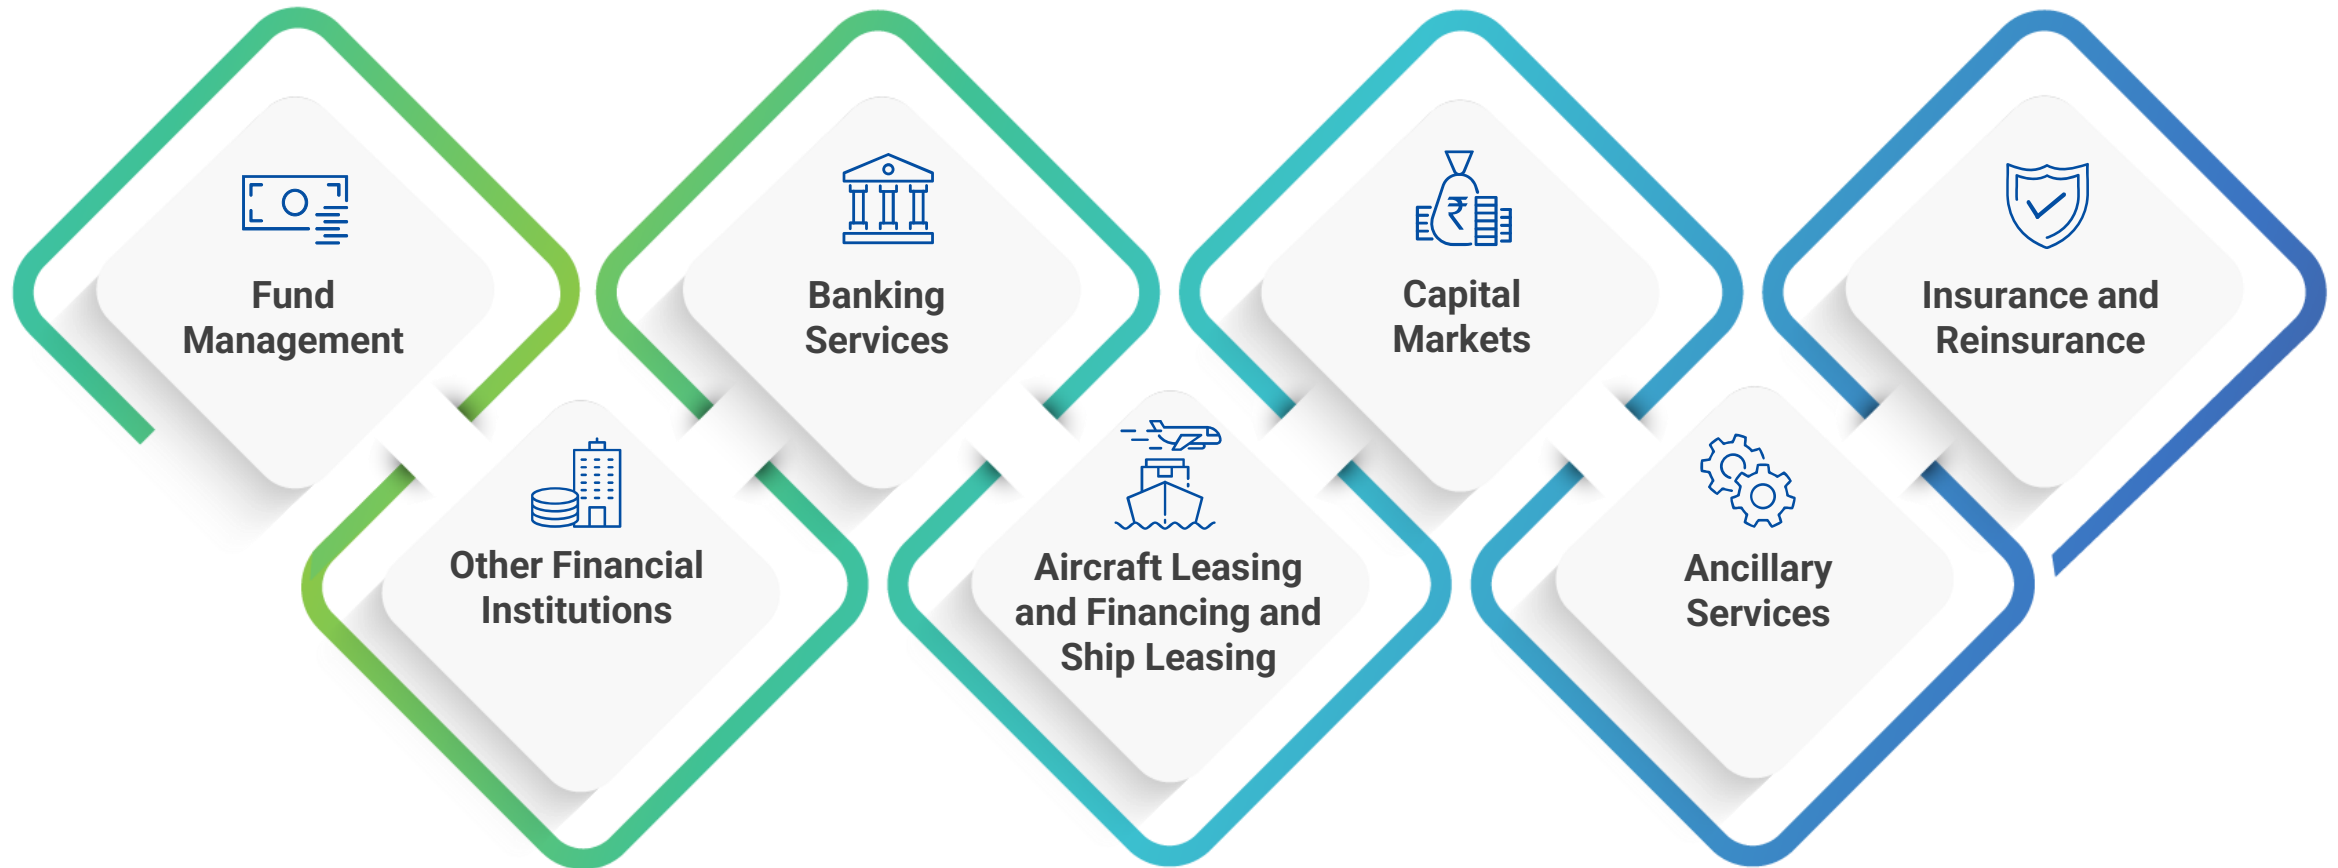 Fund
Management
Banking
Services
Capital
Markets
Insurance and
Reinsurance
Other Financial
Institutions
Aircraft Leasing
and Financing and
Ship Leasing
Ancillary
Services